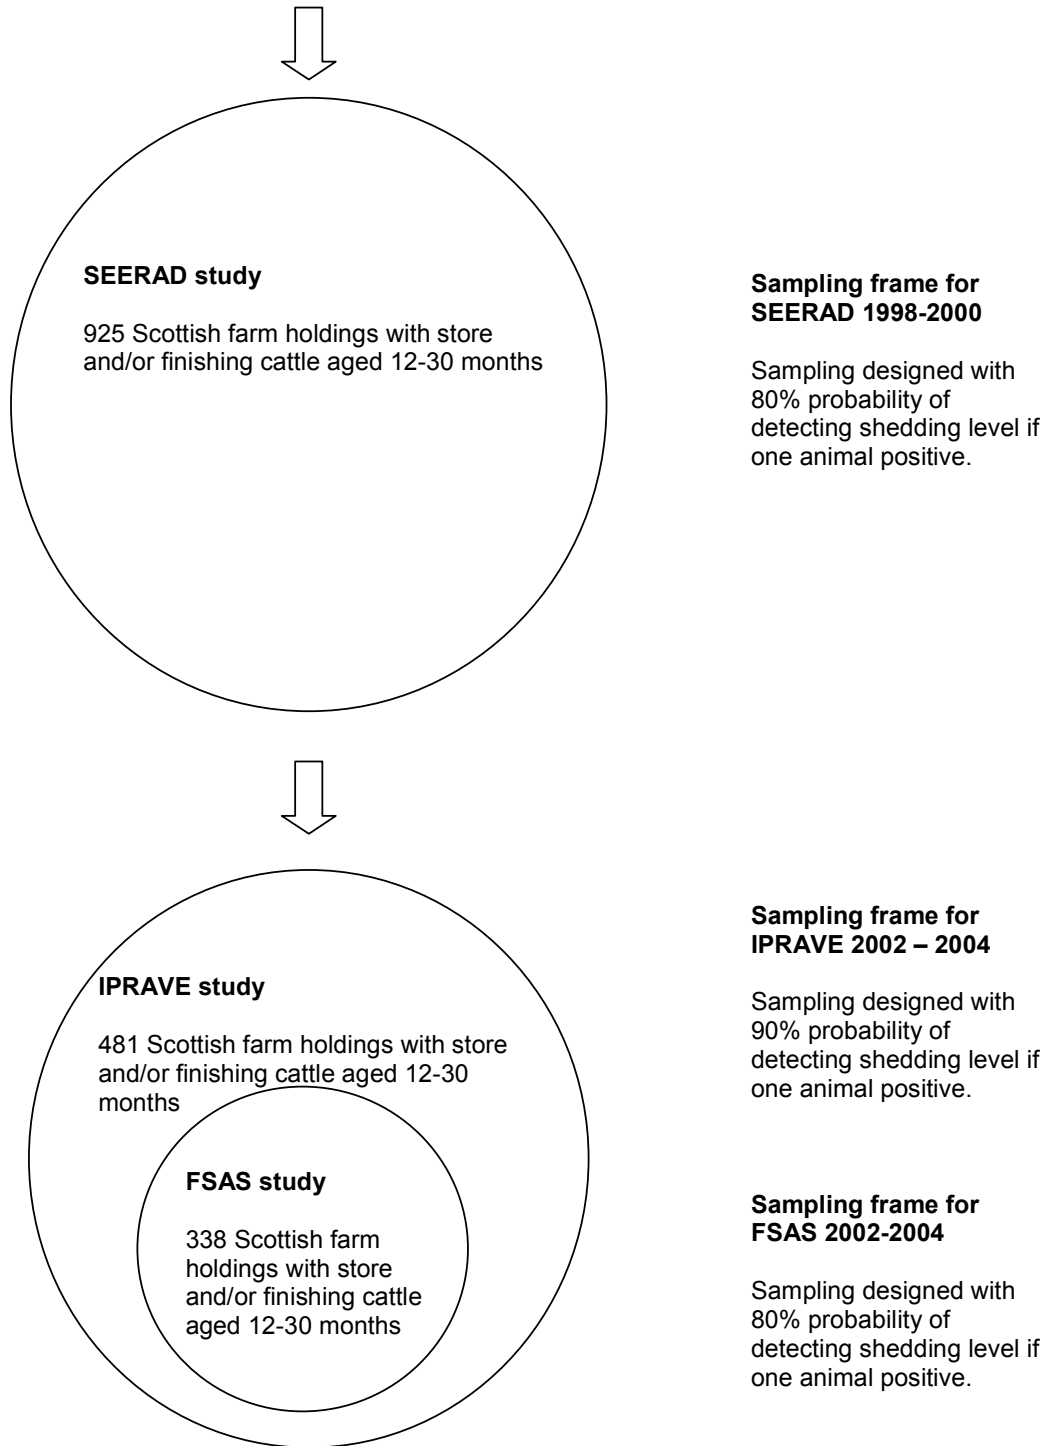 SEERAD study
925 Scottish farm holdings with store
and/or finishing cattle aged 12-30 months
Sampling frame for
SEERAD 1998-2000
Sampling designed with
80% probability of
detecting shedding level if
one animal positive.
IPRAVE study
481 Scottish farm holdings with store
and/or finishing cattle aged 12-30
months
FSAS study
338 Scottish farm
holdings with store
and/or finishing cattle
aged 12-30 months
Sampling frame for
IPRAVE 2002 – 2004
Sampling designed with
90% probability of
detecting shedding level if
one animal positive.
Sampling frame for
FSAS 2002-2004
Sampling designed with
80% probability of
detecting shedding level if
one animal positive.